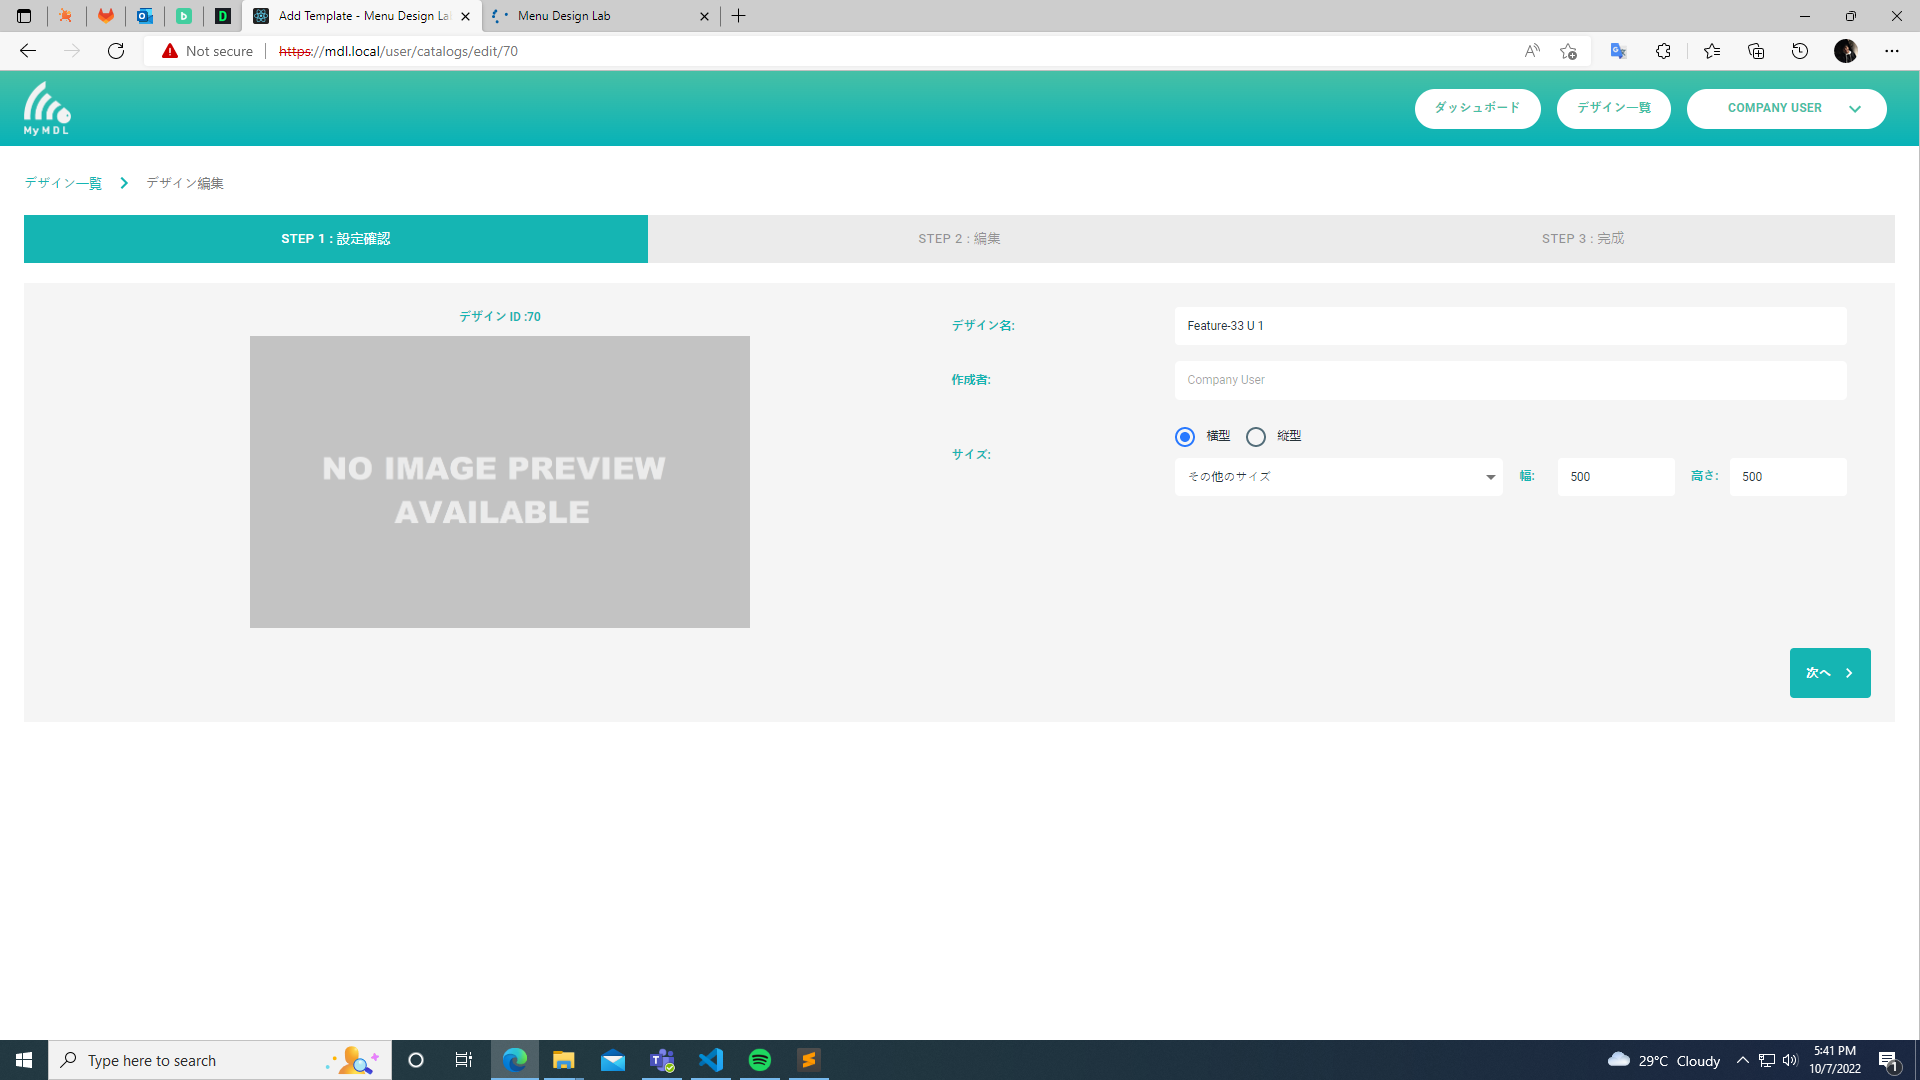 Add Template - Menu Design La
Menu Design Lab
Not secure
https://mdl.local/user/catalogs/edit/70
My MDL
ダッシュボード
デザイン一覧
COMPANY USER
デザイン一覧
デザイン編集
STEP 1 : 設定確認
STEP 2 : 編集
STEP 3 : 完成
デザイン ID :70
NO IMAGE PREVIEW
AVAILABLE
デザイン名:
Feature-33 U 1
作成者:
Company User
サイズ:
横型
縦型
その他のサイズ
幅:
500
高さ:
500
次へ
Type here to search
29°C Cloudy
5:41 PM
10/7/2022
1